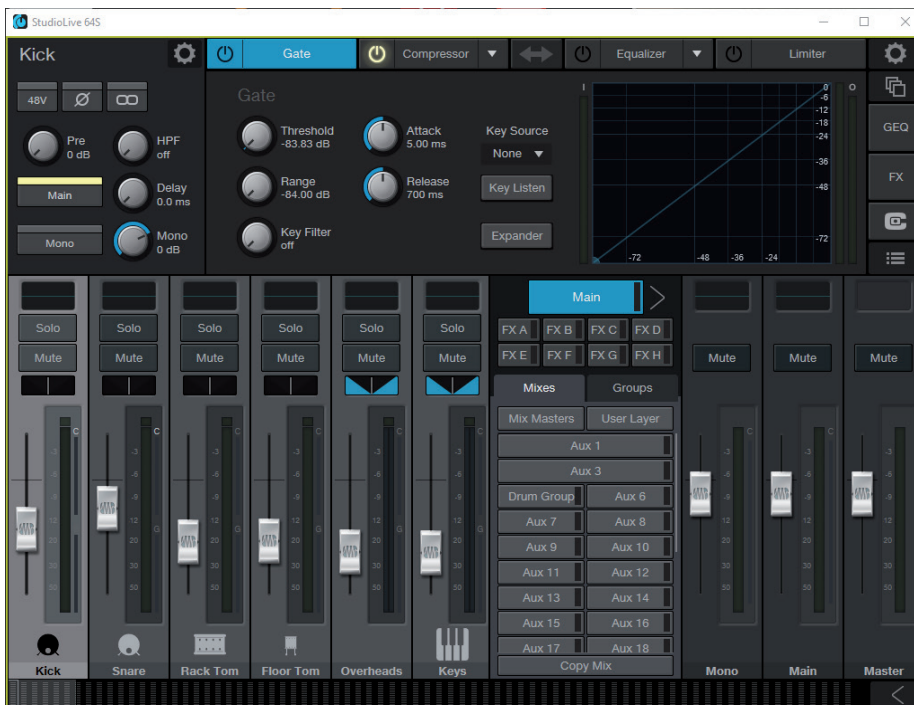 StudioLive 64S
Kick
Gate
Compressor
Equalizer
Limiter
48V
Pre
0 dB
HPF
off
Main
Delay
0.0 ms
Mono
Mono
0 dB
Gate
Threshold
-83.83 dB
Attack
5.00 ms
Key Source
None
Range
-84.00 dB
Release
700 ms
Key Listen
Key Filter
off
Expander
I
O
0
-6
-12
-18
-24
-36
-48
-72
-72 -48 -36 -24
GEQ
FX
Solo Solo Solo Solo Solo Solo
Mute Mute Mute Mute Mute Mute
Main
FX A FX B FX C FX D
FX E FX F FX G FX H
Mute Mute Mute
Mixes Groups
Mix Masters User Layer
Aux 1
Aux 3
Drum Group Aux 6
Aux 7 Aux 8
Aux 9 Aux 10
Aux 11 Aux 12
Aux 13 Aux 14
Aux 15 Aux 16
Aux 17 Aux 18
Copy Mix
Kick Snare Rack Tom Floor Tom Overheads Keys
Mono Main Master